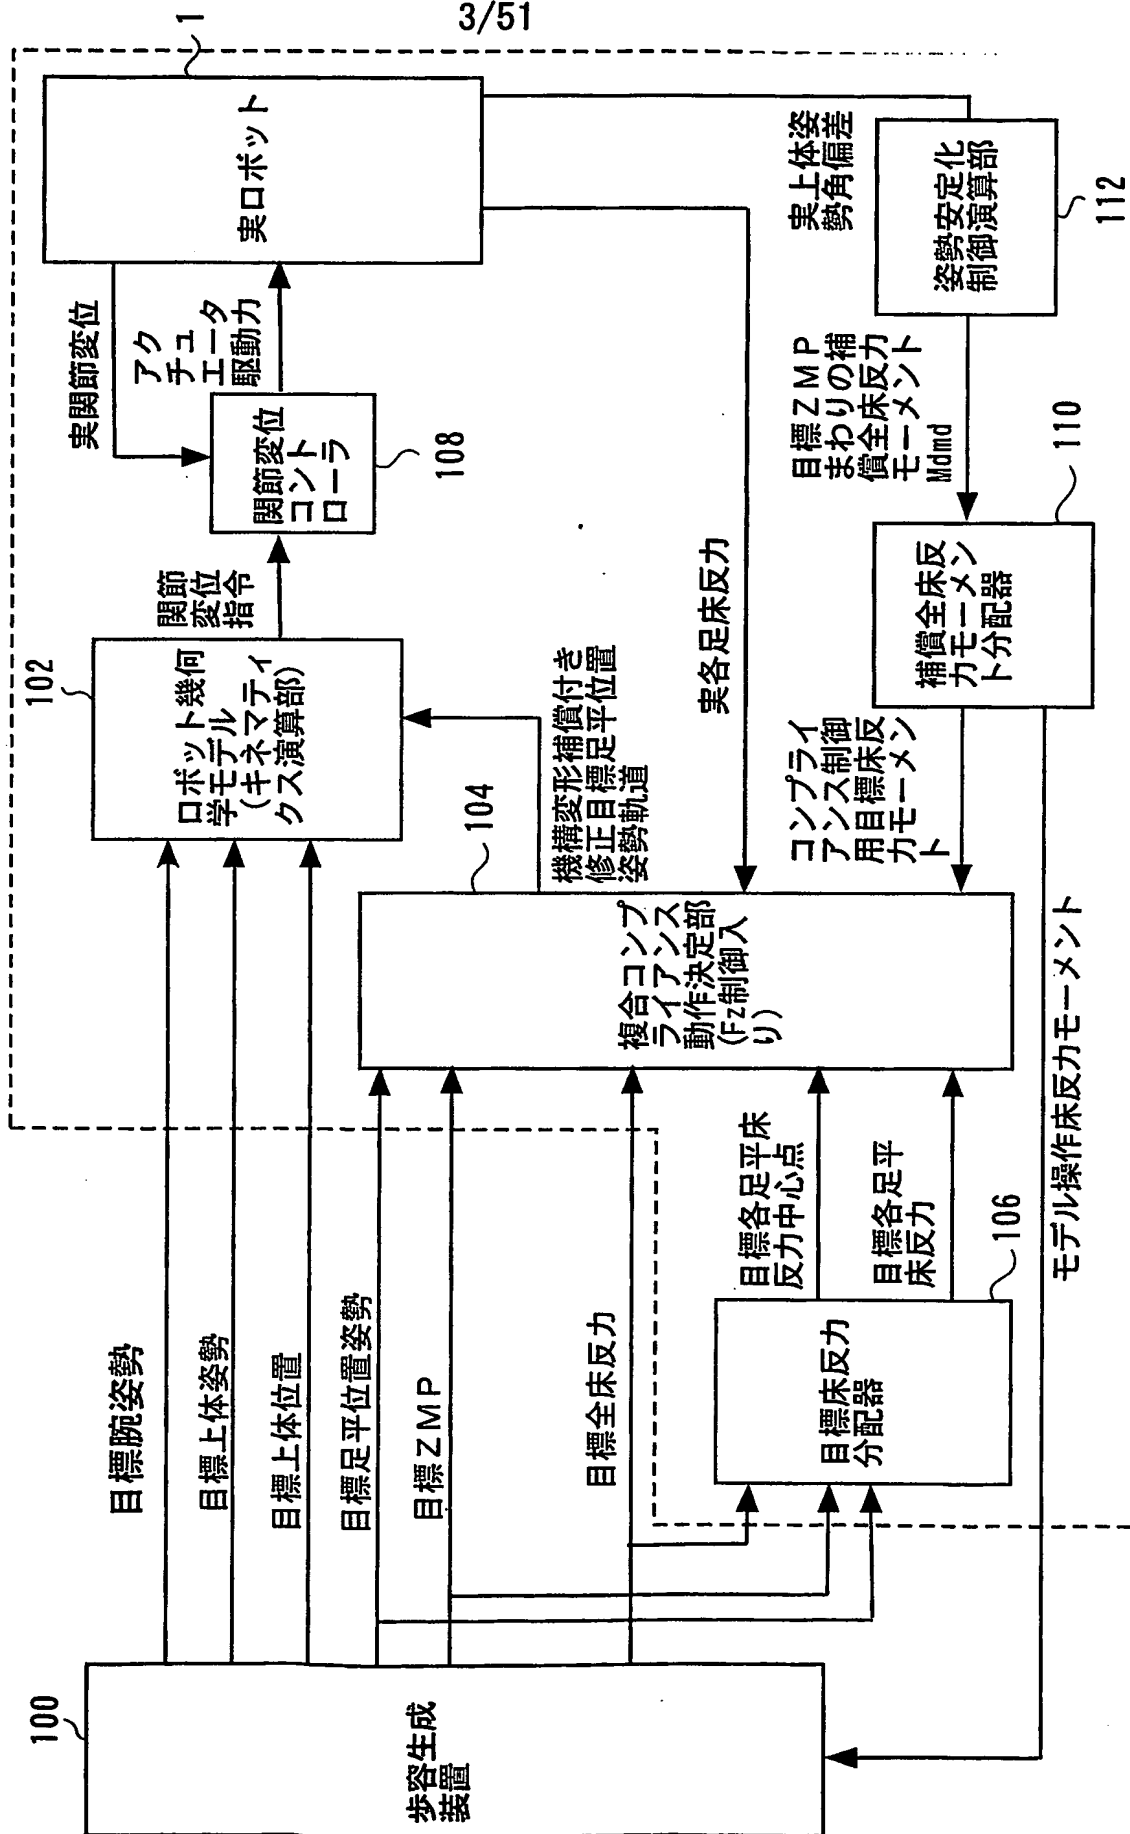 3/51
100
歩容生成
装置
目標腕姿勢
目標上体姿勢
目標上体位置
目標足平位置姿勢
目標ZMP
目標全床反力
106
目標床反力
分配器
目標各足平床
反力中心点
目標各足平
床反力
102
ロボット幾何
学モデル
(キネマティ
クス演算部)
104
複合コンプ
ライアンス
動作決定部
(Fz制御入
り)
機構変形補償付き
修正目標足平位置
姿勢軌道
関節
変位
指令
108
関節変位
コント
ローラ
実関節変位
アク
チュ
エータ
駆動力
1
実ロボット
実各足床反力
実上体姿
勢角偏差
112
姿勢安定化
制御演算部
目標ZMP
まわりの補
償全床反力
モーメント
Mdmd
110
補償全床反
力モーメン
ト分配器
コンプライ
アンス制御
用目標床反
力モーメン
ト
モデル操作床反力モーメント